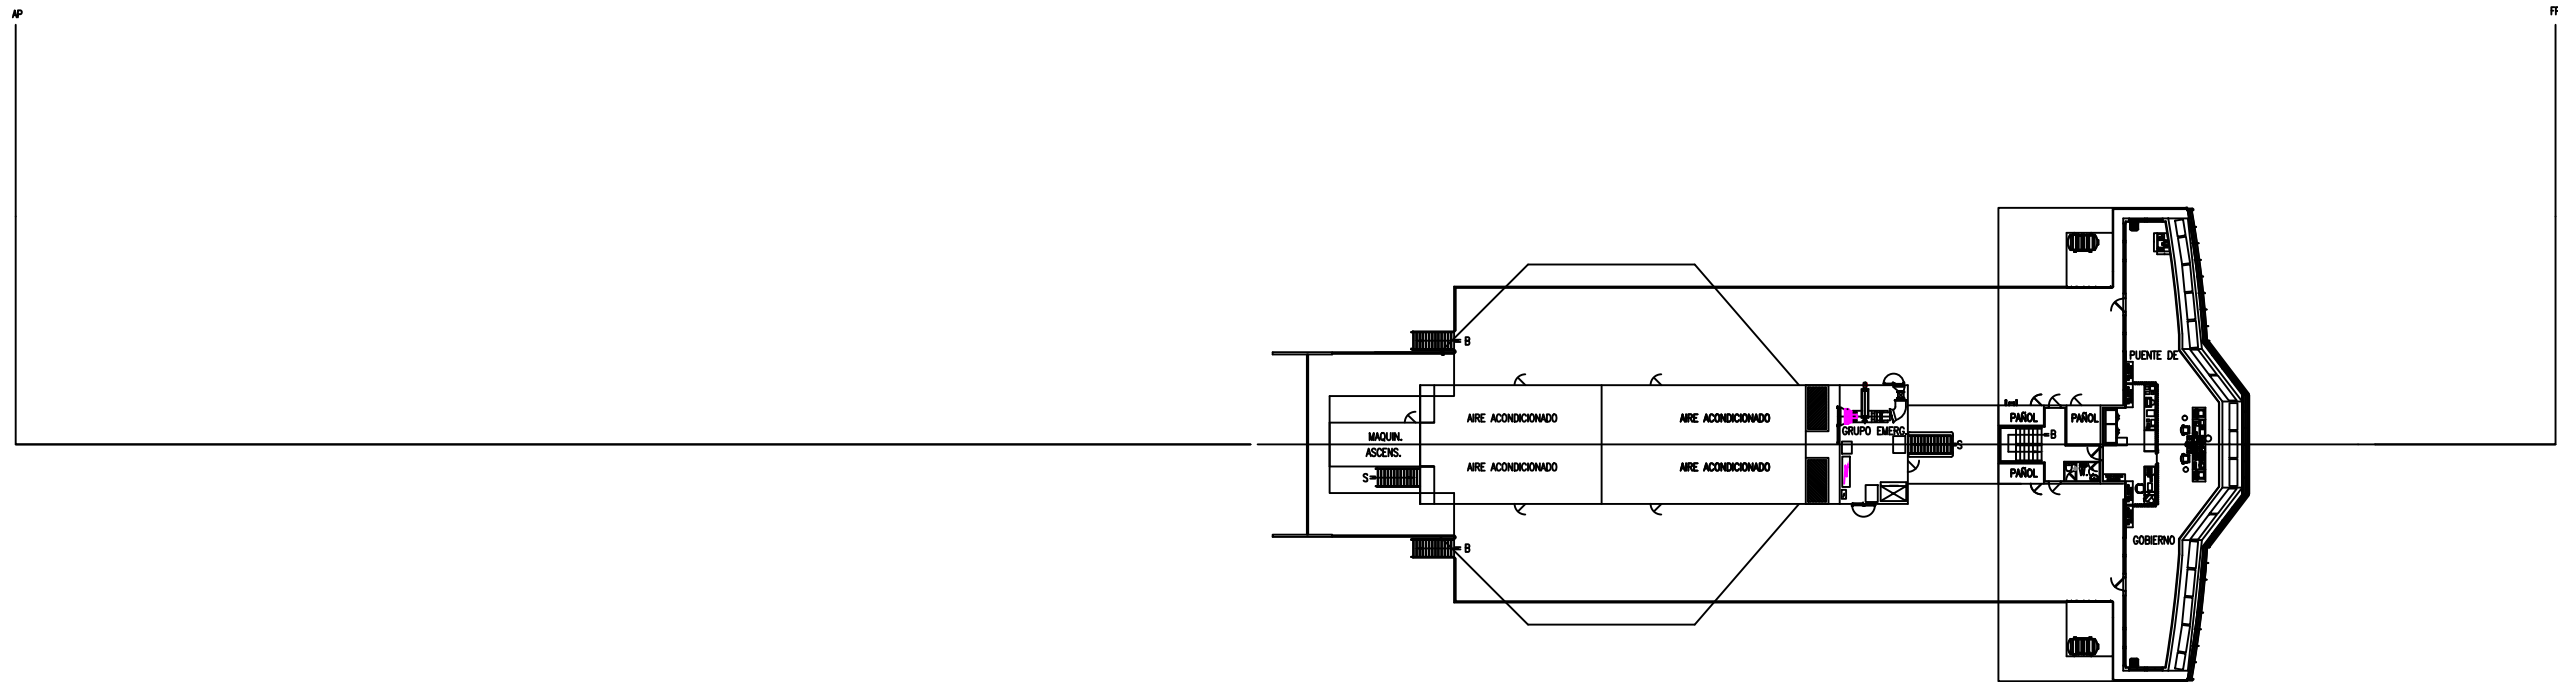 AP
FP
B
PUENTE DE
AIRE ACONDICIONADO
AIRE ACONDICIONADO
PAÑOL
PAÑOL
MAQUIN.
ASCENS.
GRUPO EMERG.
B
S
AIRE ACONDICIONADO
AIRE ACONDICIONADO
PAÑOL
S
B
GOBIERNO